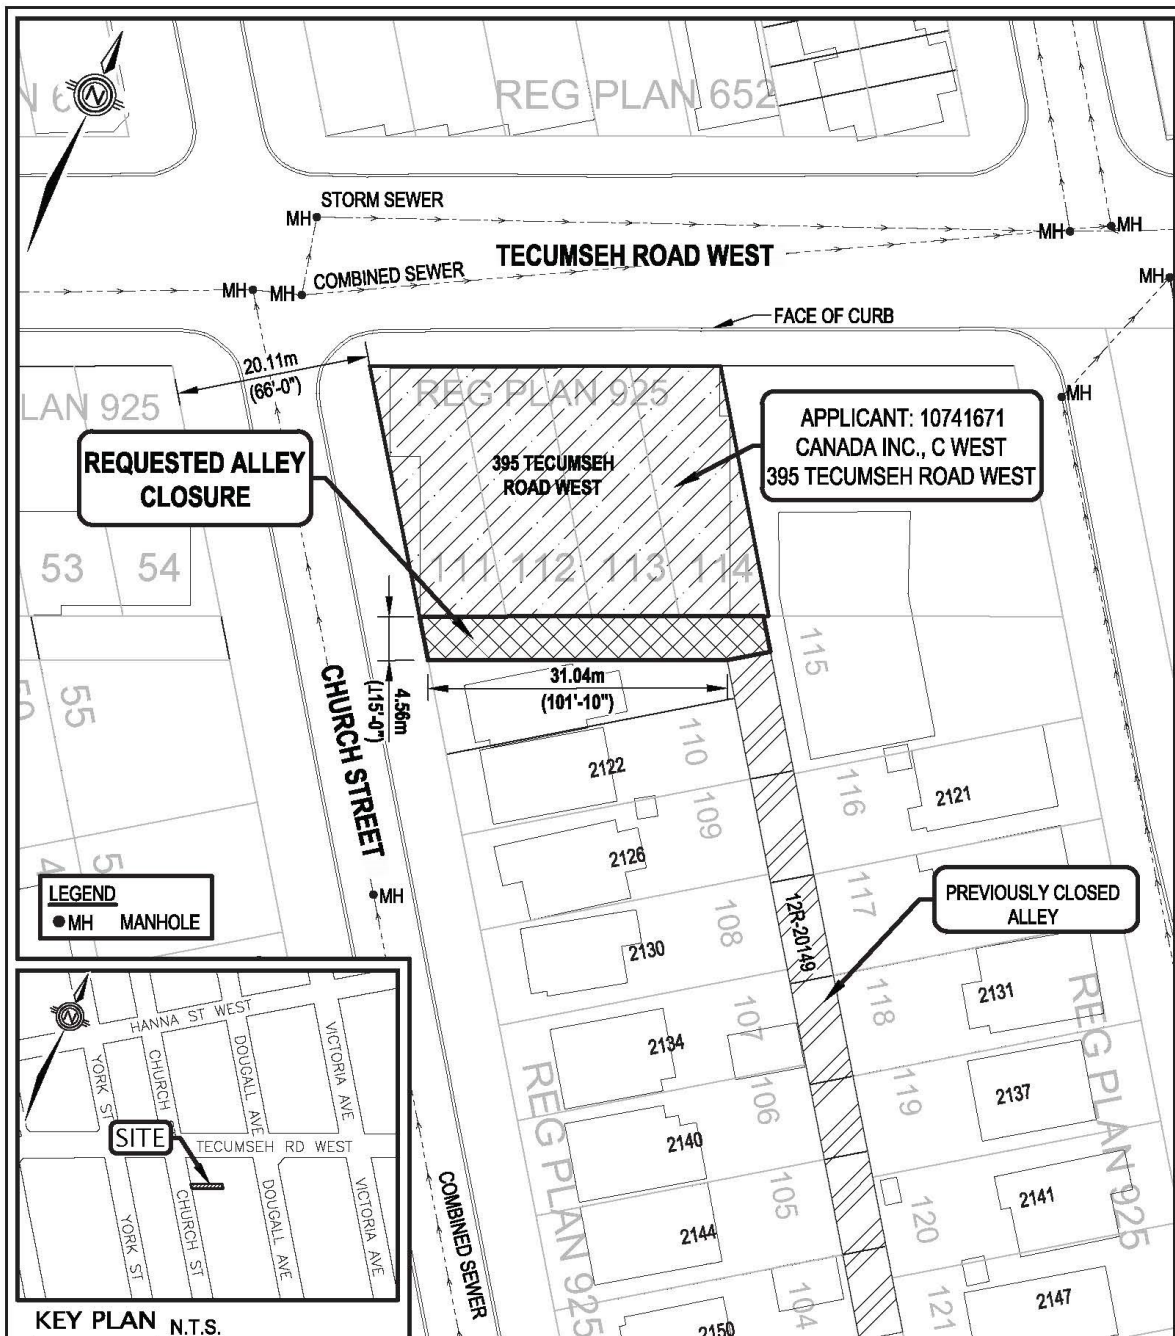 N
N 6
REG PLAN 652
STORM SEWER
MH
MH
MH
TECUMSEH ROAD WEST
COMBINED SEWER
MH
MH
MH
FACE OF CURB
20.11m
(66'-0")
MH
LAN 925
REG PLAN 925
APPLICANT: 10741671
CANADA INC., C WEST
395 TECUMSEH ROAD WEST
REQUESTED ALLEY
CLOSURE
395 TECUMSEH
ROAD WEST
53
54
111
112
113
114
115
55
CHURCH STREET
4.56m
31.04m
(101'-10")
110
2122
116
2121
109
2126
5
4
LEGEND
MH MANHOLE
MH
117
PREVIOUSLY CLOSED
ALLEY
108
12R-20149
2130
118
2131
REG PLAN 925
107
2134
119
2137
REG PLAN 925
106
2140
105
2141
120
2144
COMBINED SEWER
104
121
2147
2150
N
HANNA ST WEST
YORK ST
CHURCH
DOUGALL AVE
VICTORIA AVE
SITE
TECUMSEH RD WEST
YORK ST
CHURCH ST
DOUGALL AVE
VICTORIA AVE
KEY PLAN N.T.S.